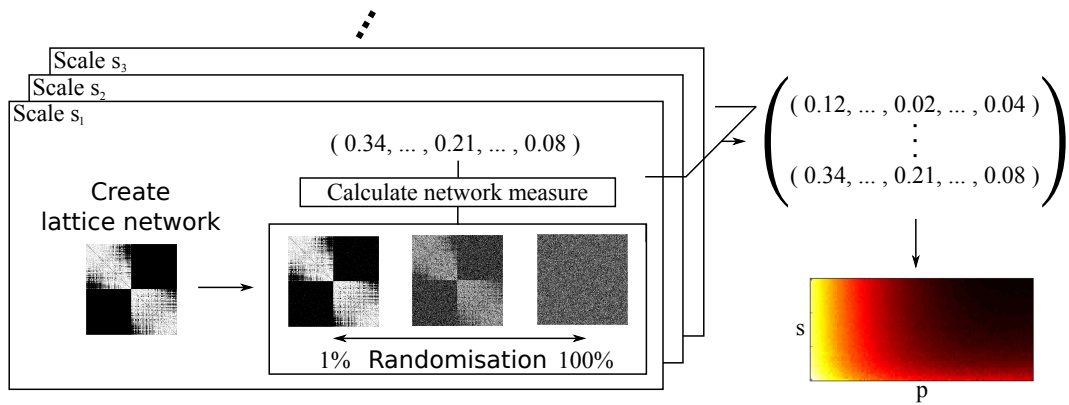 Scale s₃
Scale s₂
Scale s₁
( 0.34, ... , 0.21, ... , 0.08 )
Calculate network measure
Create
lattice network
1% Randomisation 100%
( 0.12, ... , 0.02, ... , 0.04 )
( 0.34, ... , 0.21, ... , 0.08 )
s
p